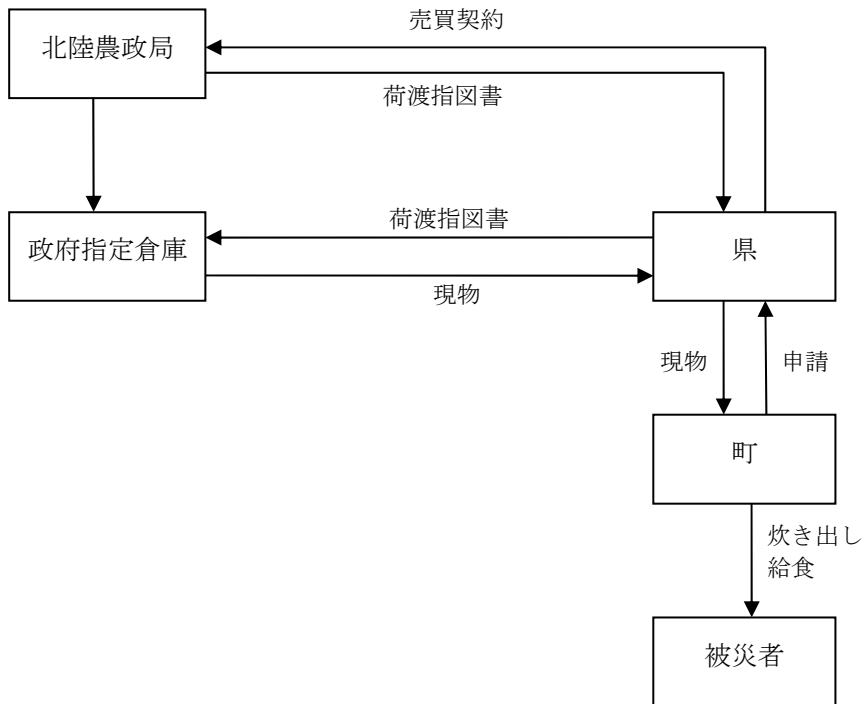 売買契約
北陸農政局
荷渡指図書
荷渡指図書
政府指定倉庫
県
現物
現物
申請
町
炊き出し
給食
被災者